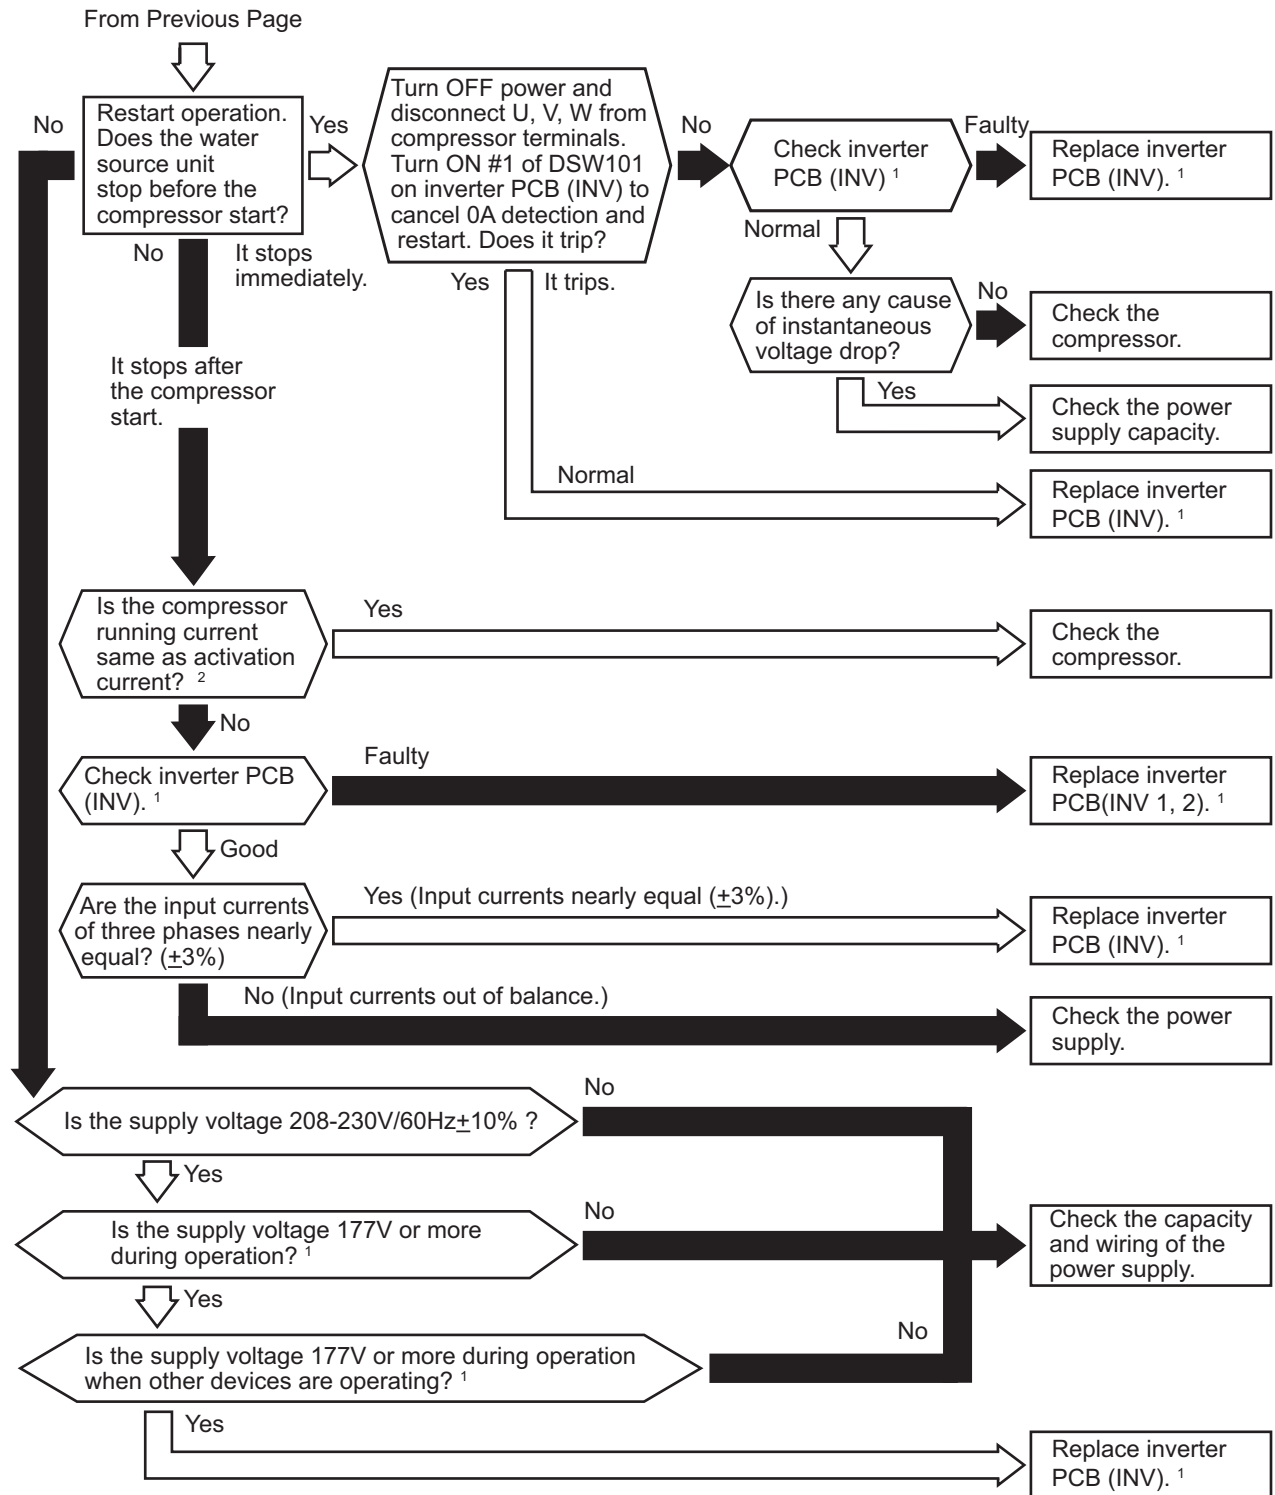 From Previous Page
No
Restart operation.
Does the water
source unit
stop before the
compressor start?
Yes
Turn OFF power and
disconnect U, V, W from
compressor terminals.
Turn ON #1 of DSW101
on inverter PCB (INV) to
cancel 0A detection and
restart. Does it trip?
No
Check inverter
PCB (INV) 1
Faulty
Replace inverter
PCB (INV). 1
No
It stops
immediately.
Yes
It trips.
Normal
Is there any cause
of instantaneous
voltage drop?
No
Check the
compressor.
It stops after
the compressor
start.
Yes
Check the power
supply capacity.
Normal
Replace inverter
PCB (INV). 1
Is the compressor
running current
same as activation
current? 2
Yes
Check the
compressor.
No
Check inverter PCB
(INV). 1
Faulty
Replace inverter
PCB(INV 1, 2). 1
Good
Are the input currents
of three phases nearly
equal? (±3%)
Yes (Input currents nearly equal (±3%).)
Replace inverter
PCB (INV). 1
No (Input currents out of balance.)
Check the power
supply.
Is the supply voltage 208-230V/60Hz±10% ?
No
Yes
Is the supply voltage 177V or more
during operation? 1
No
Check the capacity
and wiring of the
power supply.
Yes
Is the supply voltage 177V or more during operation
when other devices are operating? 1
No
Yes
Replace inverter
PCB (INV). 1